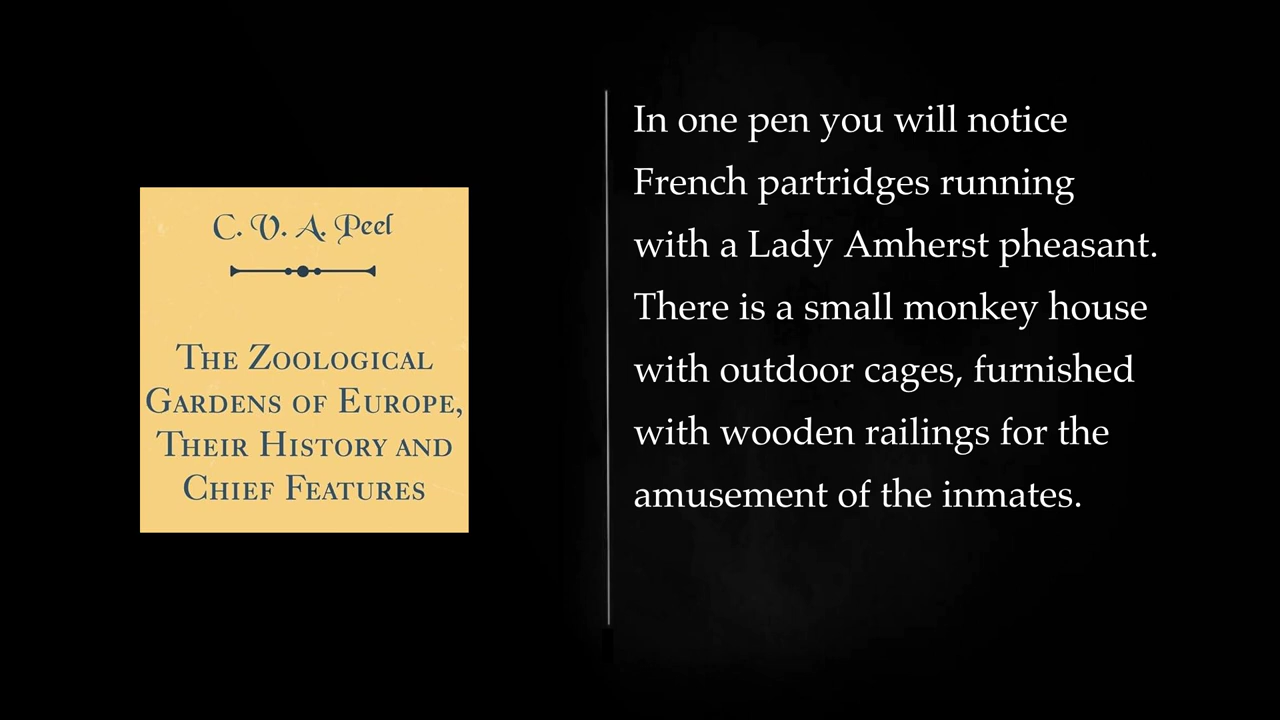 C. V. A. Peel
The Zoological
Gardens of Europe,
Their History and
Chief Features
In one pen you will notice
French partridges running
with a Lady Amherst pheasant.
There is a small monkey house
with outdoor cages, furnished
with wooden railings for the
amusement of the inmates.